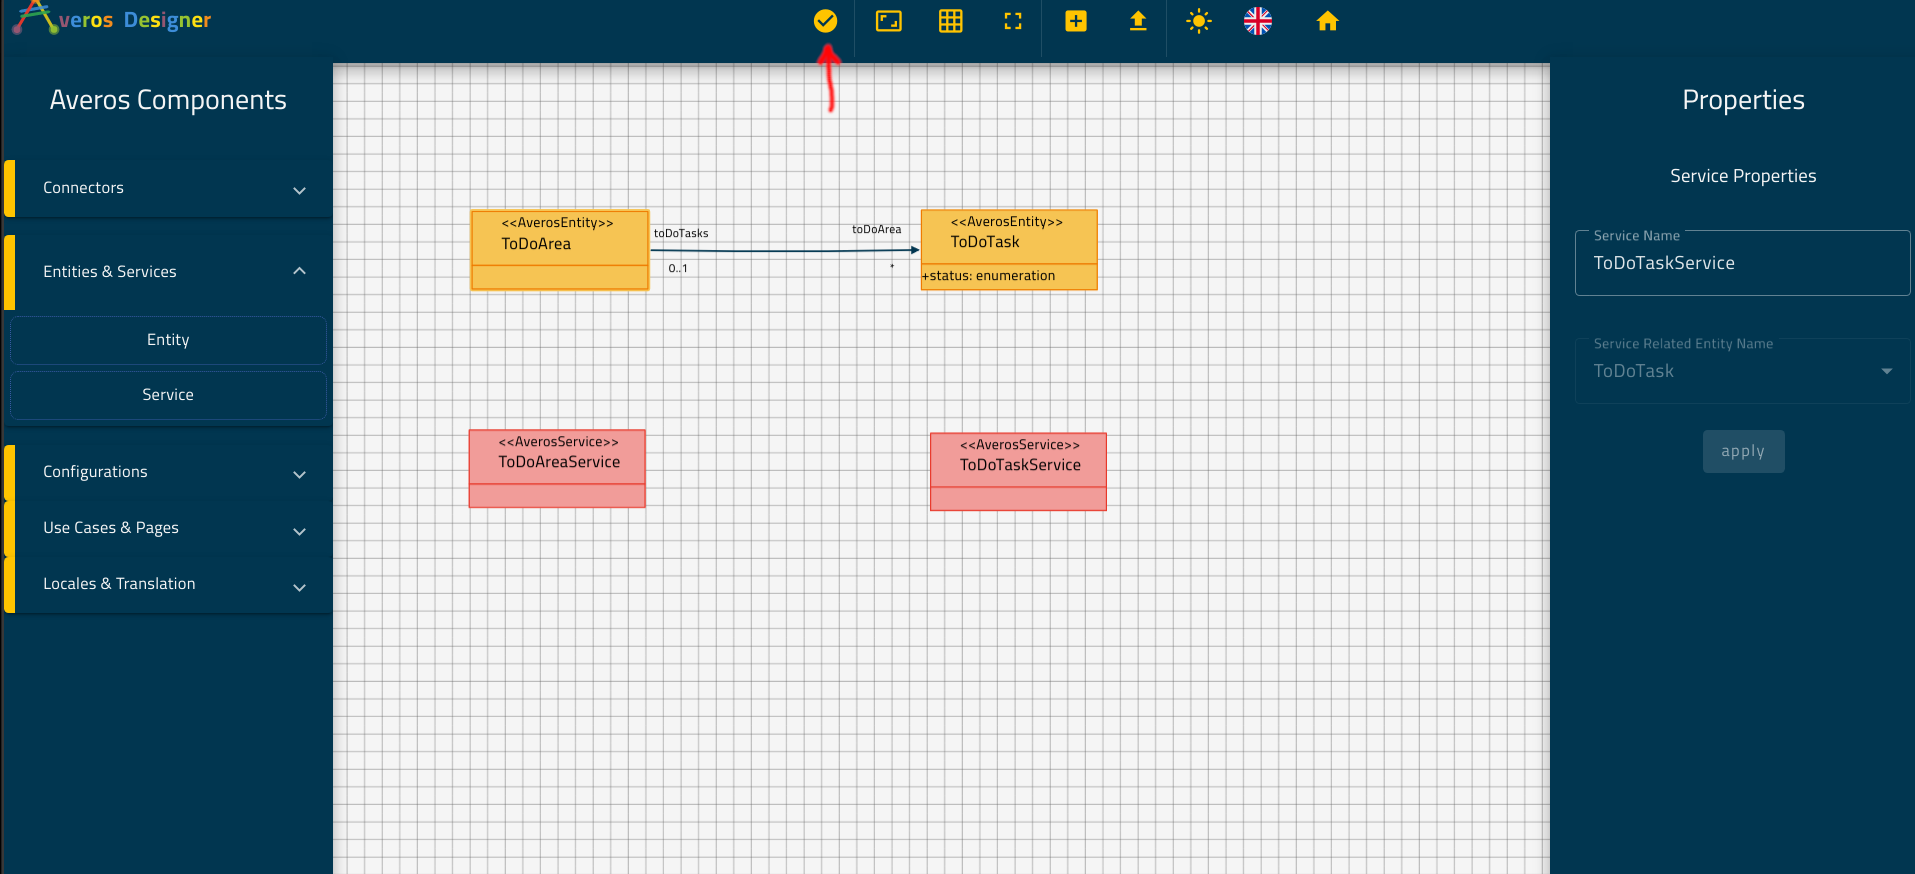 veros Designer
Averos Components
Connectors
Entities & Services
Entity
Service
Configurations
Use Cases & Pages
Locales & Translation
<<AverosEntity>>
ToDoArea
toDoTasks
0..1
toDoArea
*
<<AverosEntity>>
ToDoTask
+status: enumeration
<<AverosService>>
ToDoAreaService
<<AverosService>>
ToDoTaskService
Properties
Service Properties
Service Name
ToDoTaskService
Service Related Entity Name
ToDoTask
apply